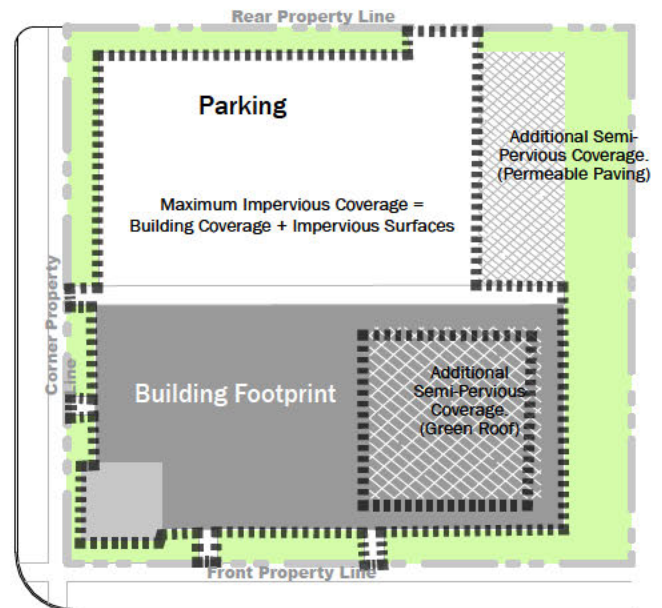 Rear Property Line
Parking
Additional Semi-
Pervious Coverage.
(Permeable Paving)
Maximum Impervious Coverage =
Building Coverage + Impervious Surfaces
Corner Property
Line
Building Footprint
Additional
Semi-Pervious
Coverage.
(Green Roof)
Front Property Line